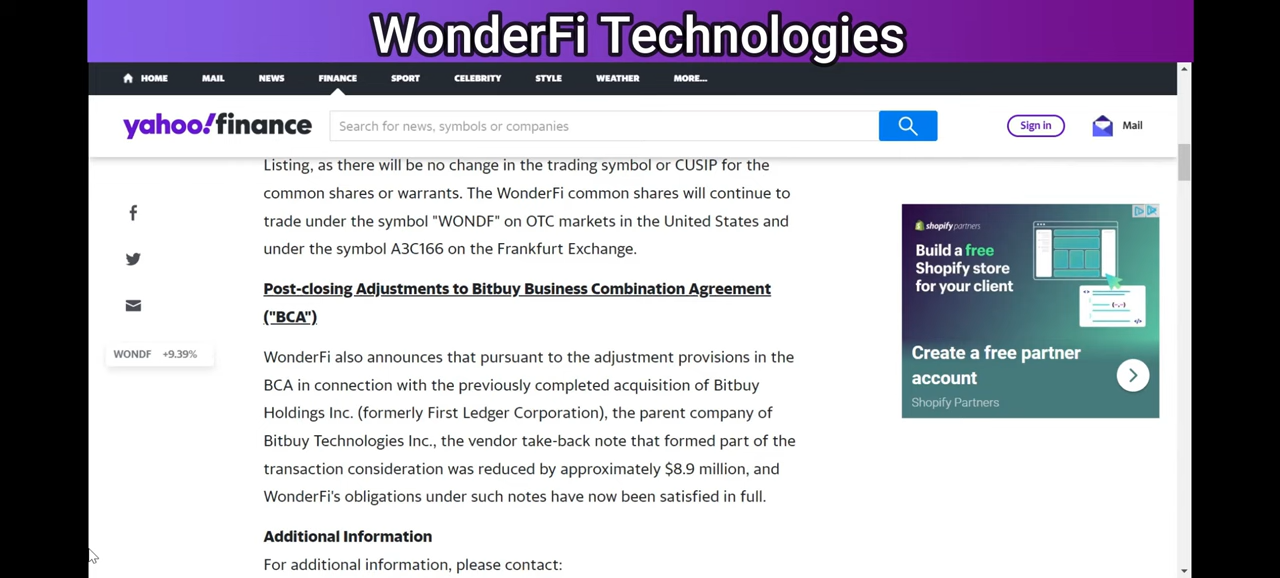 WonderFi Technologies
HOME MAIL NEWS FINANCE SPORT CELEBRITY STYLE WEATHER MORE...
yahoo!finance Search for news, symbols or companies Sign in Mail
Listing, as there will be no change in the trading symbol or CUSIP for the
common shares or warrants. The WonderFi common shares will continue to
trade under the symbol "WONDF" on OTC markets in the United States and
under the symbol A3C166 on the Frankfurt Exchange.
Post-closing Adjustments to Bitbuy Business Combination Agreement
("BCA")
WONDF +9.39%
WonderFi also announces that pursuant to the adjustment provisions in the
BCA in connection with the previously completed acquisition of Bitbuy
Holdings Inc. (formerly First Ledger Corporation), the parent company of
Bitbuy Technologies Inc., the vendor take-back note that formed part of the
transaction consideration was reduced by approximately $8.9 million, and
WonderFi's obligations under such notes have now been satisfied in full.
Additional Information
For additional information, please contact:
shopify partners
Build a free
Shopify store
for your client
Create a free partner
account
Shopify Partners